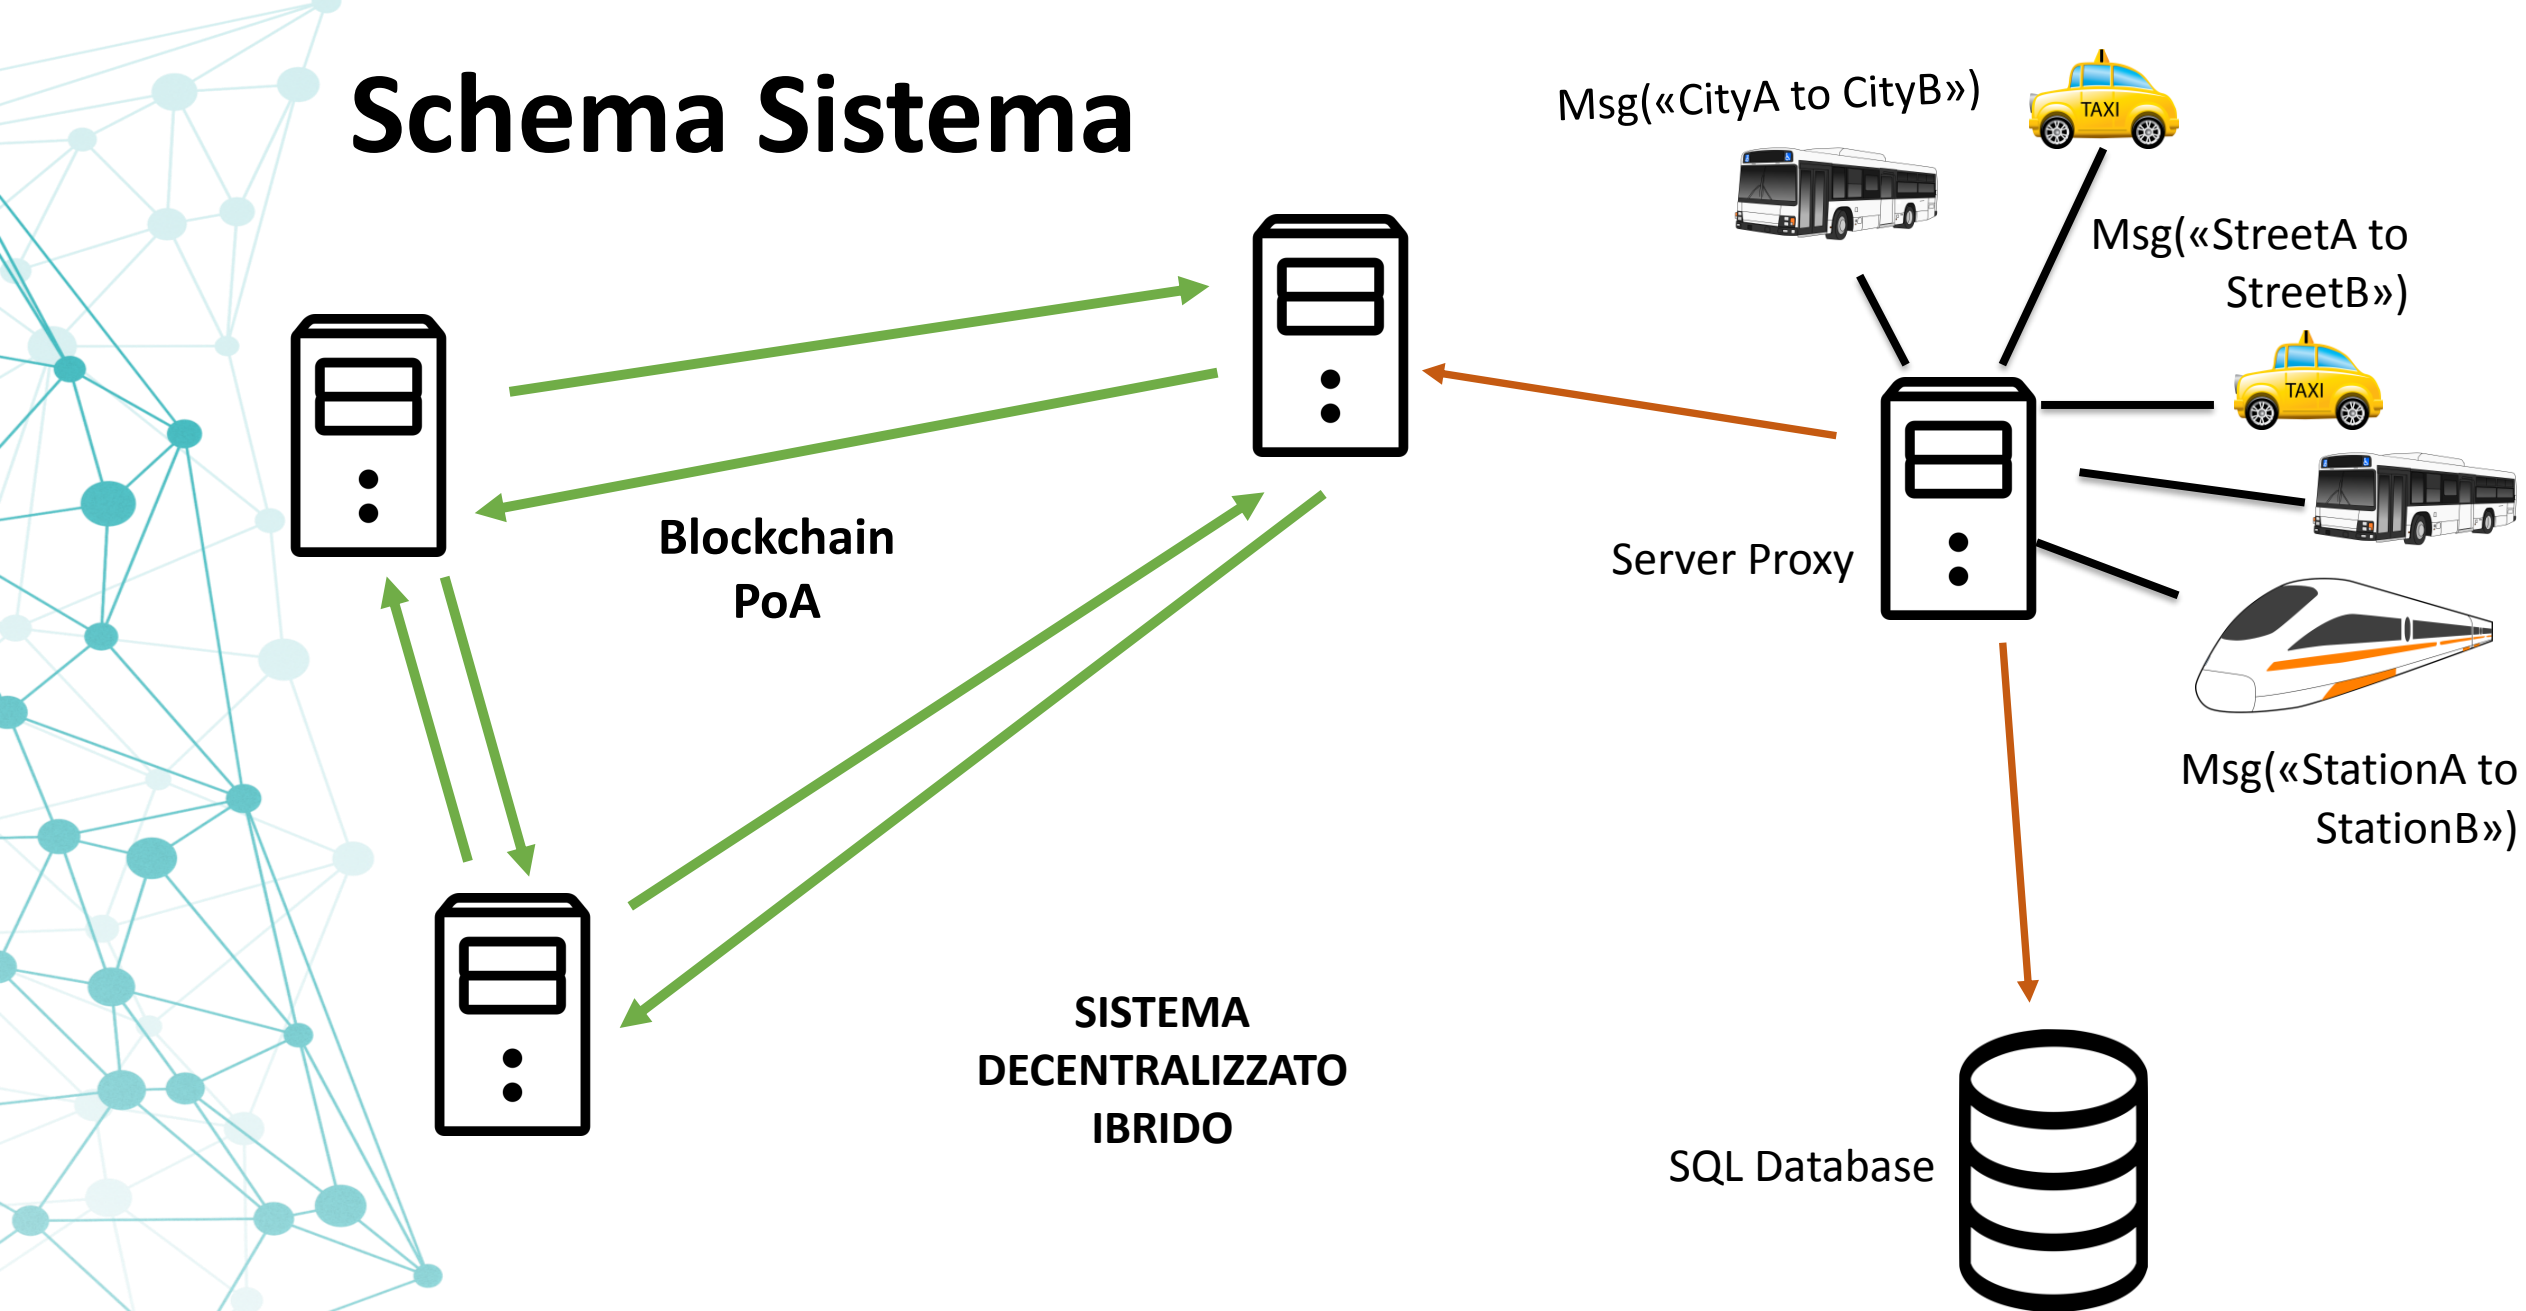 Schema Sistema
Msg(«CityA to CityB»)
TAXI
Msg(«StreetA to
StreetB»)
TAXI
Blockchain
PoA
Server Proxy
Msg(«StationA to
StationB»)
SISTEMA
DECENTRALIZZATO
IBRIDO
SQL Database